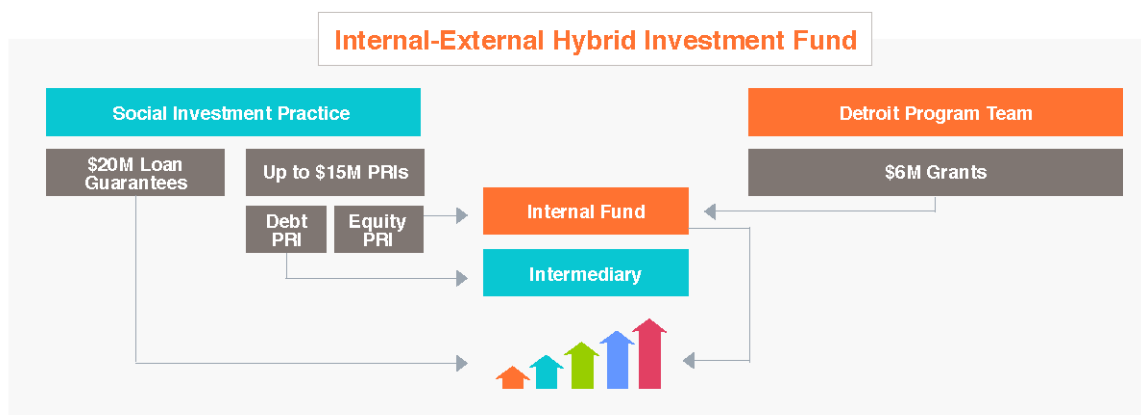 Internal-External Hybrid Investment Fund
Social Investment Practice
Detroit Program Team
$20M Loan
Guarantees
Up to $15M PRIs
$6M Grants
Debt
PRI
Equity
PRI
Internal Fund
Intermediary